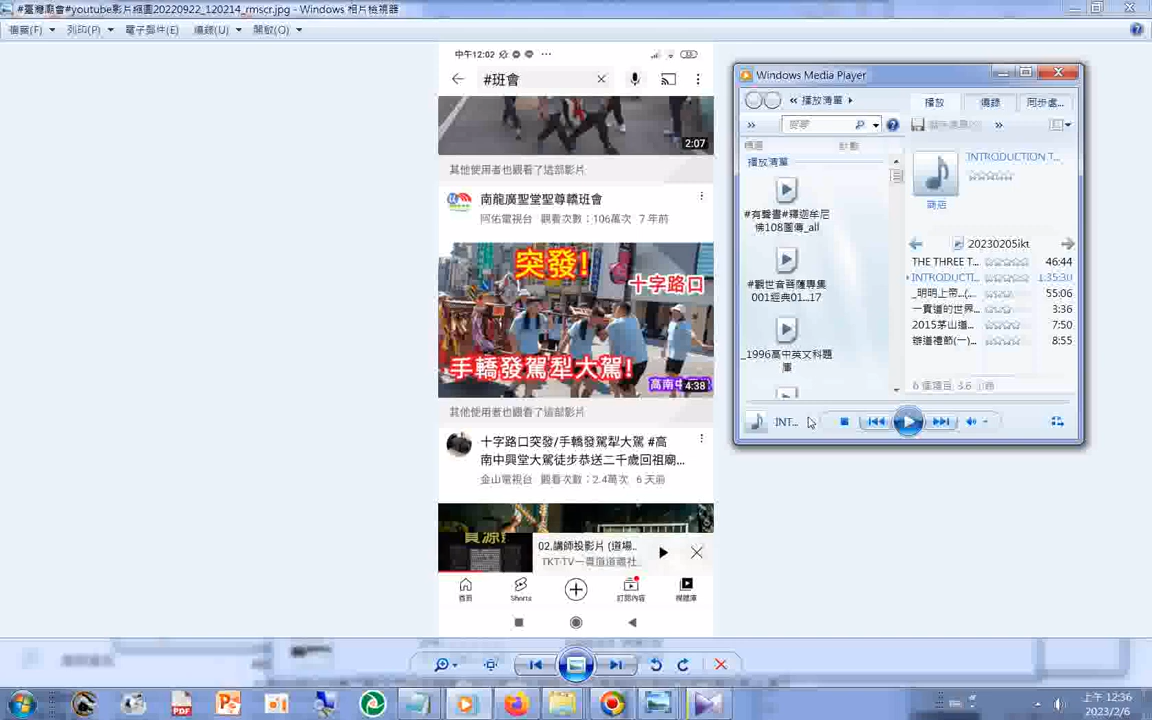 #臺灣廟會#youtube影片縮圖20220922_120214_rmscr.jpg - Windows 相片檢視器
檔案(F) 列印(P) 電子郵件(E) 燒錄(U) 開啟(O)
中午12:02
#班會
2:07
其他使用者也觀看了這部影片
南龍廣聖堂聖尊轎班會
阿佑電視台 觀看次數：106萬次 7 年前
突發!
十字路口
手轎發駕犁大駕!
4:38
其他使用者也觀看了這部影片
十字路口突發/手轎發駕犁大駕 #高
南中興堂大駕徒步恭送二千歲回祖廟...
金山電視台 觀看次數：2.4萬次 6 天前
02.講師投影片 (道場..
TKT-TV一貫道道禮社..
首頁 Shorts 訂閱內容 媒體庫
Windows Media Player
播放清單
播放 燒錄 同步處...
搜尋
標題
播放清單
#有聲書#釋迦牟尼
佛108圖傳_all
#觀世音菩薩專集
001經典01...17
_1996高中英文科題
庫
INTRODUCTION T...
商店
20230205ikt
THE THREE T... 46:44
INTRODUCTI... 1:35:30
_明明上帝...(... 55:06
一貫道的世界... 3:36
2015茅山道... 7:50
辦道禮節(一)... 8:55
6 個項目
INT...
上午 12:36
2023/2/6